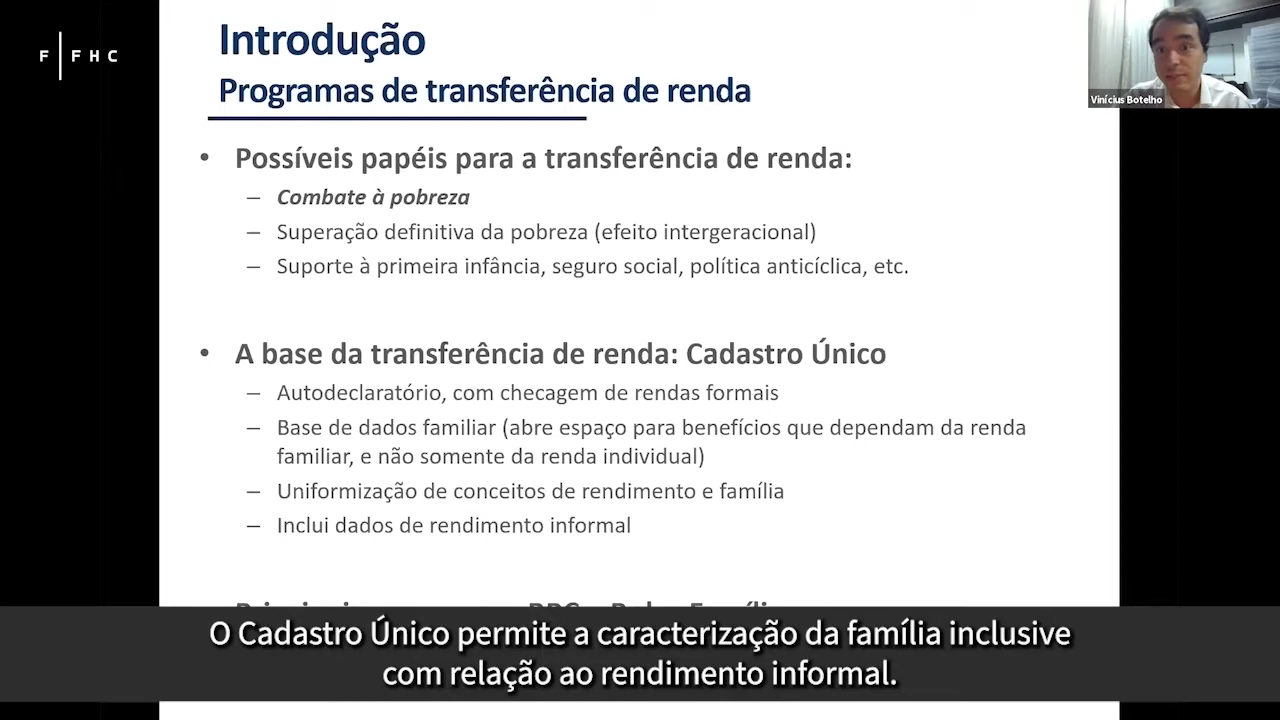 F FHC
Introdução
Programas de transferência de renda
Vinícius Botelho
• Possíveis papéis para a transferência de renda:
– Combate à pobreza
– Superação definitiva da pobreza (efeito intergeracional)
– Suporte à primeira infância, seguro social, política anticíclica, etc.
• A base da transferência de renda: Cadastro Único
– Autodeclaratório, com checagem de rendas formais
– Base de dados familiar (abre espaço para benefícios que dependam da renda
familiar, e não somente da renda individual)
– Uniformização de conceitos de rendimento e família
– Inclui dados de rendimento informal
O Cadastro Único permite a caracterização da família inclusive
com relação ao rendimento informal.